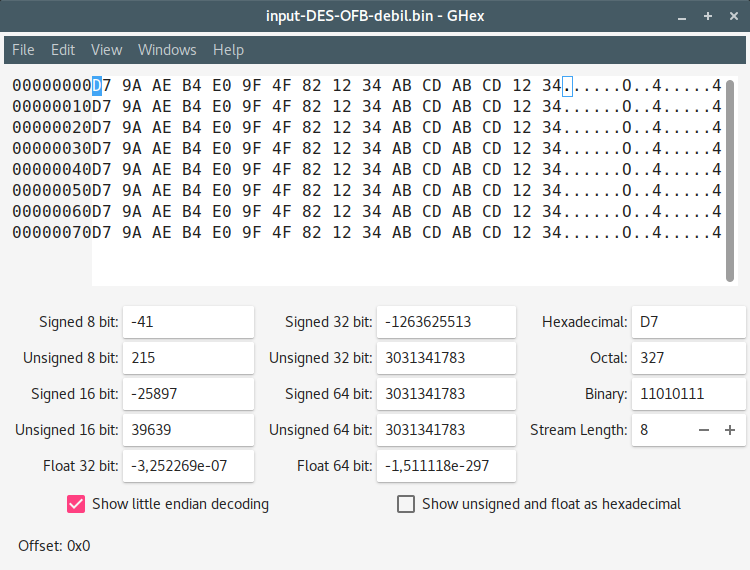 input-DES-OFB-debil.bin - GHex
File Edit View Windows Help
00000000D7 9A AE B4 E0 9F 4F 82 12 34 AB CD AB CD 12 34......O..4.....4
00000010D7 9A AE B4 E0 9F 4F 82 12 34 AB CD AB CD 12 34......O..4.....4
00000020D7 9A AE B4 E0 9F 4F 82 12 34 AB CD AB CD 12 34......O..4.....4
00000030D7 9A AE B4 E0 9F 4F 82 12 34 AB CD AB CD 12 34......O..4.....4
00000040D7 9A AE B4 E0 9F 4F 82 12 34 AB CD AB CD 12 34......O..4.....4
00000050D7 9A AE B4 E0 9F 4F 82 12 34 AB CD AB CD 12 34......O..4.....4
00000060D7 9A AE B4 E0 9F 4F 82 12 34 AB CD AB CD 12 34......O..4.....4
00000070D7 9A AE B4 E0 9F 4F 82 12 34 AB CD AB CD 12 34......O..4.....4
Signed 8 bit: -41 Signed 32 bit: -1263625513 Hexadecimal: D7
Unsigned 8 bit: 215 Unsigned 32 bit: 3031341783 Octal: 327
Signed 16 bit: -25897 Signed 64 bit: 3031341783 Binary: 11010111
Unsigned 16 bit: 39639 Unsigned 64 bit: 3031341783 Stream Length: 8 − +
Float 32 bit: -3,252269e-07 Float 64 bit: -1,511118e-297
Show little endian decoding Show unsigned and float as hexadecimal
Offset: 0x0